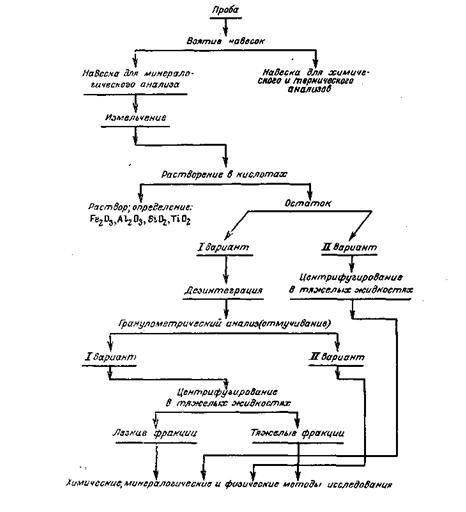 Проба
Взятие навесок
Навеска для минерало-
гического анализа
Навеска для химиче-
ского и термического
анализов
Измельчение
Растворение в кислотах
Раствор; определение:
Fe2O3, Al2O3, SiO2, TiO2
Остаток
I вариант
II вариант
Дезинтеграция
Центрифугирование
в тяжелых жидкостях
Гранулометрический анализ(отмучивание)
I вариант
II вариант
Центрифугирование
в тяжелых жидкостях
Легкие фракции
Тяжелые фракции
Химические, минералогические и физические методы исследования